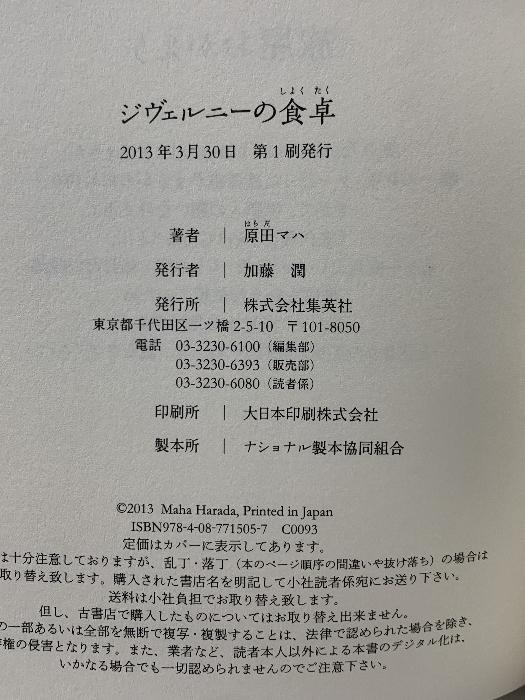 しよく たく
ジヴェルニーの食卓
2013年3月30日 第1刷発行
はら だ
著者 | 原田マハ
発行者 | 加藤 潤
発行所 | 株式会社集英社
東京都千代田区一ツ橋2-5-10 〒101-8050
電話 03-3230-6100（編集部）
03-3230-6393（販売部）
03-3230-6080（読者係）
印刷所 | 大日本印刷株式会社
製本所 | ナショナル製本協同組合
©2013 Maha Harada, Printed in Japan
ISBN978-4-08-771505-7 C0093
定価はカバーに表示してあります。
は十分注意しておりますが、乱丁・落丁（本のページ順序の間違いや抜け落ち）の場合は
取り替え致します。購入された書店名を明記して小社読者係宛にお送り下さい。
送料は小社負担でお取り替え致します。
但し、古書店で購入したものについてはお取り替え出来ません。
の一部あるいは全部を無断で複写・複製することは、法律で認められた場合を除き、
権の侵害となります。また、業者など、読者本人以外による本書のデジタル化は、
いかなる場合でも一切認められませんのでご注意下さい。